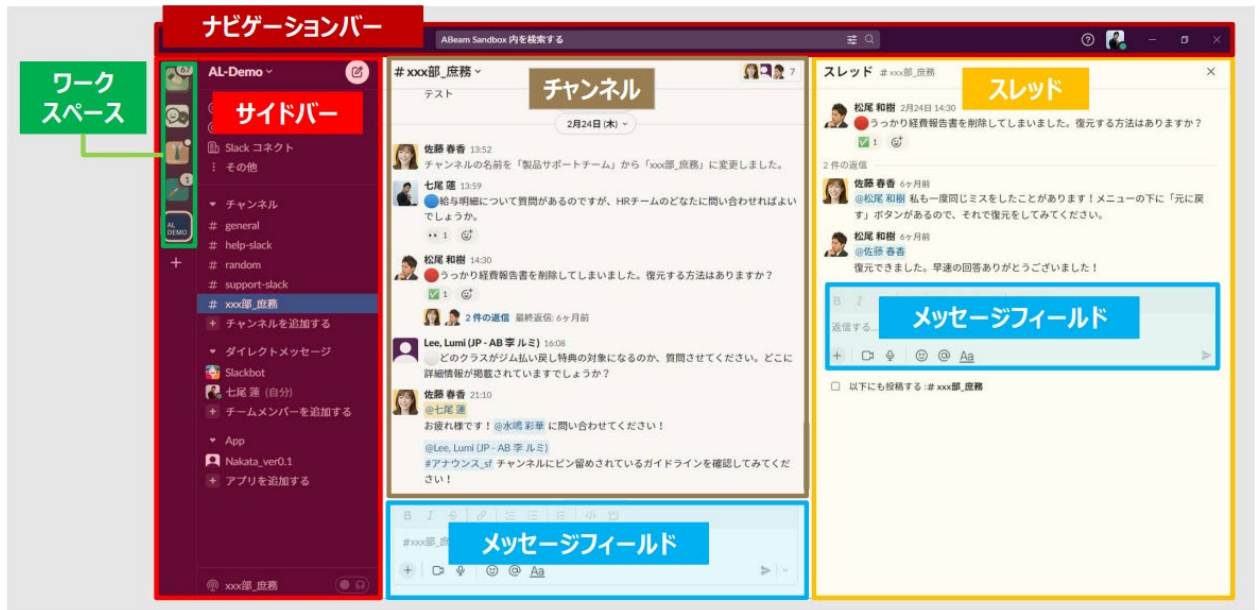 ナビゲーションバー
ABeam Sandbox 内を検索する
ワーク
スペース
AL-Demo
サイドバー
Slack コネクト
その他
チャンネル
# general
# help-slack
# random
# support-slack
# xxx部_庶務
+ チャンネルを追加する
ダイレクトメッセージ
Slackbot
七尾 蓮 (自分)
+ チームメンバーを追加する
App
Nakata_ver0.1
+ アプリを追加する
xxx部_庶務
1
AL
DEMO
+
# xxx部_庶務
7
チャンネル
テスト
2月24日(木)
佐藤 春香 13:52
チャンネルの名前を「製品サポートチーム」から「xxx部_庶務」に変更しました。
七尾 蓮 13:59
給与明細について質問があるのですが、HRチームのどなたに問い合わせればよい
でしょうか。
1
松尾 和樹 14:30
うっかり経費報告書を削除してしまいました。復元する方法はありますか？
1
2 件の返信 最終返信: 6ヶ月前
Lee, Lumi (JP - AB 李 ルミ) 16:08
どのクラスがジム払い戻し特典の対象になるのか、質問させてください。どこに
詳細情報が掲載されていますでしょうか？
佐藤 春香 21:10
@七尾 蓮
お疲れ様です！@水嶋 彩華 に問い合わせてください！
@Lee, Lumi (JP - AB 李 ルミ)
#アナウンス_sf チャンネルにピン留めされているガイドラインを確認してみてくだ
さい！
B I S
メッセージフィールド
+ @ Aa
スレッド # xxx部_庶務
スレッド
松尾 和樹 2月24日 14:30
うっかり経費報告書を削除してしまいました。復元する方法はありますか？
1
2 件の返信
佐藤 春香 6ヶ月前
@松尾 和樹 私も一度同じミスをしたことがあります！メニューの下に「元に戻
す」ボタンがあるので、それで復元をしてみてください。
松尾 和樹 6ヶ月前
@佐藤 春香
復元できました。早速の回答ありがとうございました！
B I
メッセージフィールド
返信する...
+ @ Aa
以下にも投稿する : # xxx部_庶務